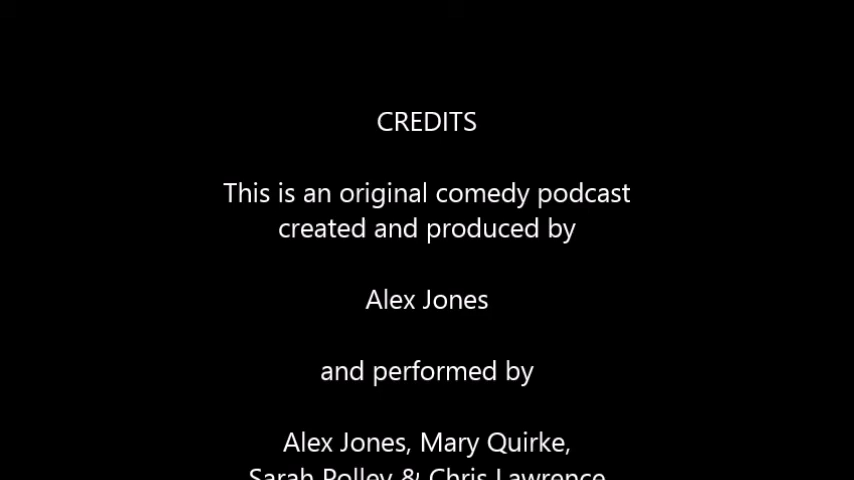 CREDITS
This is an original comedy podcast
created and produced by
Alex Jones
and performed by
Alex Jones, Mary Quirke,
Sarah Polley & Chris Lawrence